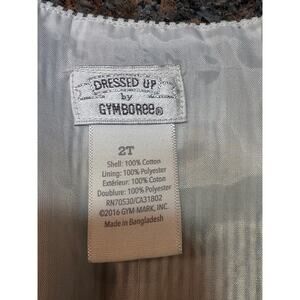 DRESSED UP
by
GYMBOREE®
2T
Shell: 100% Cotton
Lining: 100% Polyester
Extérieur: 100% Coton
Doublure: 100% Polyester
RN70530/CA31802
©2016 GYM-MARK, INC.
Made in Bangladesh